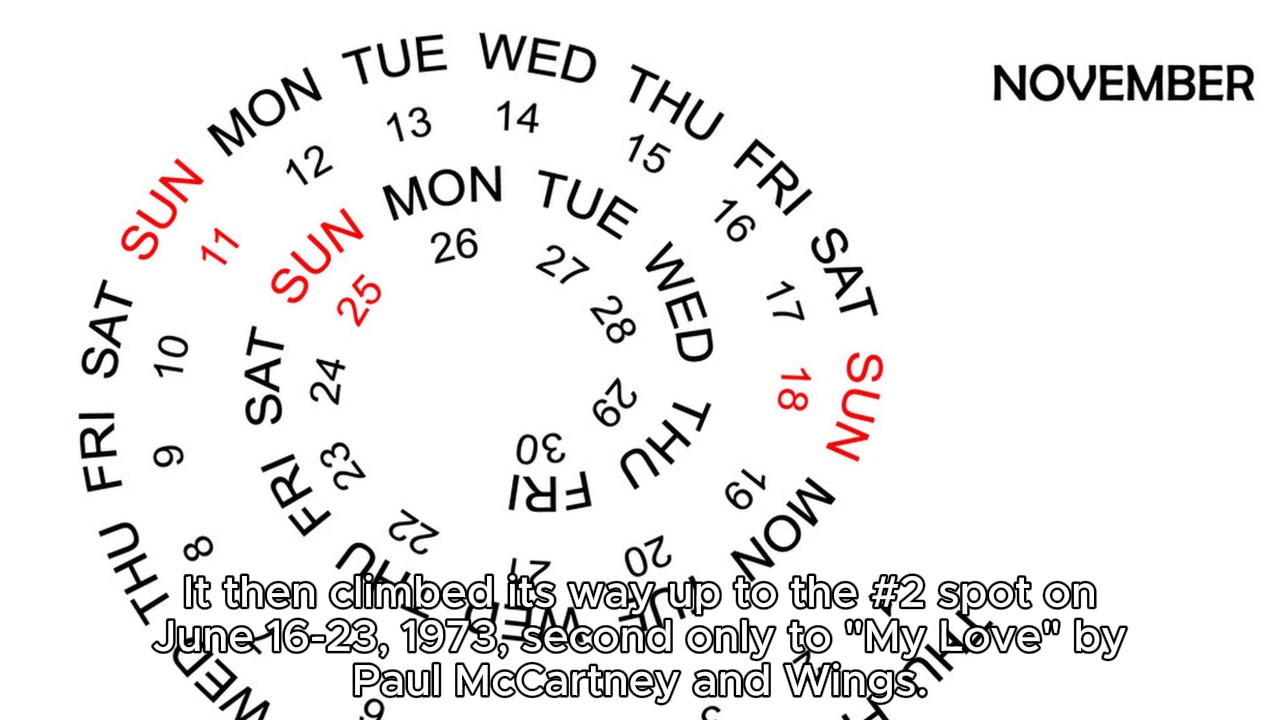 NOVEMBER
MON TUE WED THU FRI SAT SUN MON
12 13 14 15 16 17 18 19
SUN 11
SAT 10
FRI 9
THU 8
WED
20
WED 21
THU 22
FRI 23
SAT 24
SUN 25
MON 26
TUE 27
WED 28
THU 29
FRI 30
It then climbed its way up to the #2 spot on
June 16-23, 1973, second only to "My Love" by
Paul McCartney and Wings.